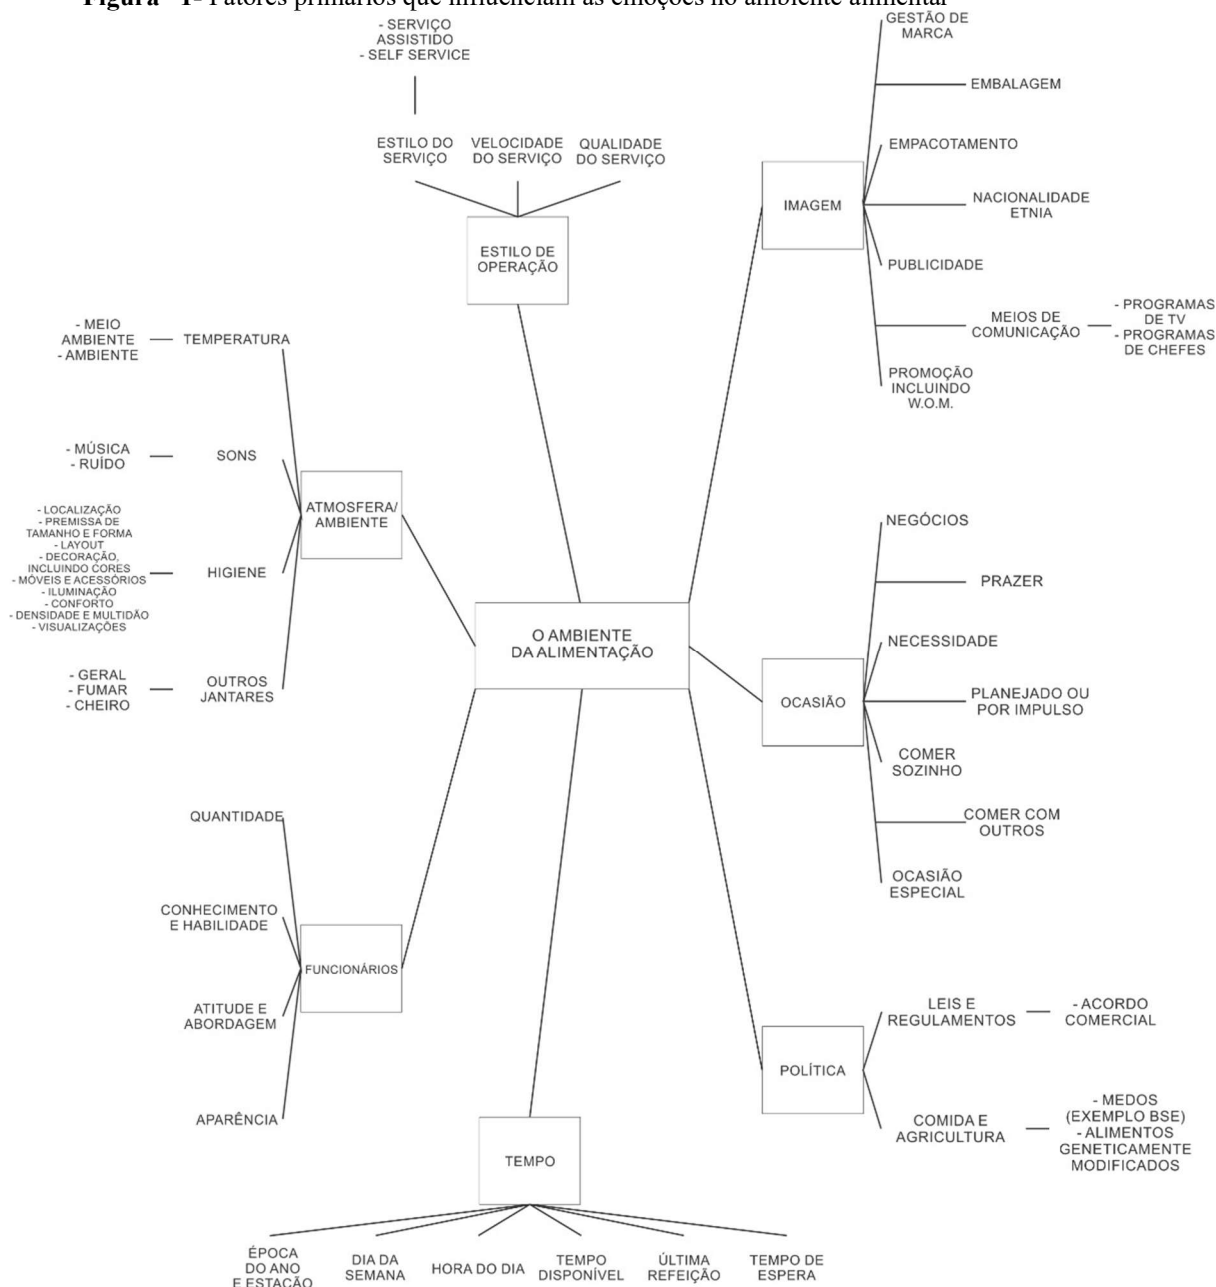 Figura 1- Fatores primários que influenciam as emoções no ambiente alimentar
- SERVIÇO
ASSISTIDO
- SELF SERVICE
ESTILO DO
SERVIÇO
VELOCIDADE
DO SERVIÇO
QUALIDADE
DO SERVIÇO
ESTILO DE
OPERAÇÃO
GESTÃO DE
MARCA
EMBALAGEM
EMPACOTAMENTO
IMAGEM
NACIONALIDADE
ETNIA
PUBLICIDADE
MEIOS DE
COMUNICAÇÃO
- PROGRAMAS
DE TV
- PROGRAMAS
DE CHEFES
PROMOÇÃO
INCLUINDO
W.O.M.
- MEIO
AMBIENTE
- AMBIENTE
TEMPERATURA
- MÚSICA
- RUÍDO
SONS
ATMOSFERA/
AMBIENTE
- LOCALIZAÇÃO
- PREMISSA DE
TAMANHO E FORMA
- LAYOUT
- DECORAÇÃO,
INCLUINDO CORES
- MÓVEIS E ACESSÓRIOS
- ILUMINAÇÃO
- CONFORTO
- DENSIDADE E MULTIDÃO
- VISUALIZAÇÕES
HIGIENE
- GERAL
- FUMAR
- CHEIRO
OUTROS
JANTARES
O AMBIENTE
DA ALIMENTAÇÃO
NEGÓCIOS
PRAZER
NECESSIDADE
OCASIÃO
PLANEJADO OU
POR IMPULSO
COMER
SOZINHO
COMER COM
OUTROS
OCASIÃO
ESPECIAL
QUANTIDADE
CONHECIMENTO
E HABILIDADE
FUNCIONÁRIOS
ATITUDE E
ABORDAGEM
APARÊNCIA
LEIS E
REGULAMENTOS
- ACORDO
COMERCIAL
POLÍTICA
COMIDA E
AGRICULTURA
- MEDOS
(EXEMPLO BSE)
- ALIMENTOS
GENETICAMENTE
MODIFICADOS
TEMPO
ÉPOCA
DO ANO
E ESTAÇÃO
DIA DA
SEMANA
HORA DO DIA
TEMPO
DISPONÍVEL
ÚLTIMA
REFEIÇÃO
TEMPO DE
ESPERA